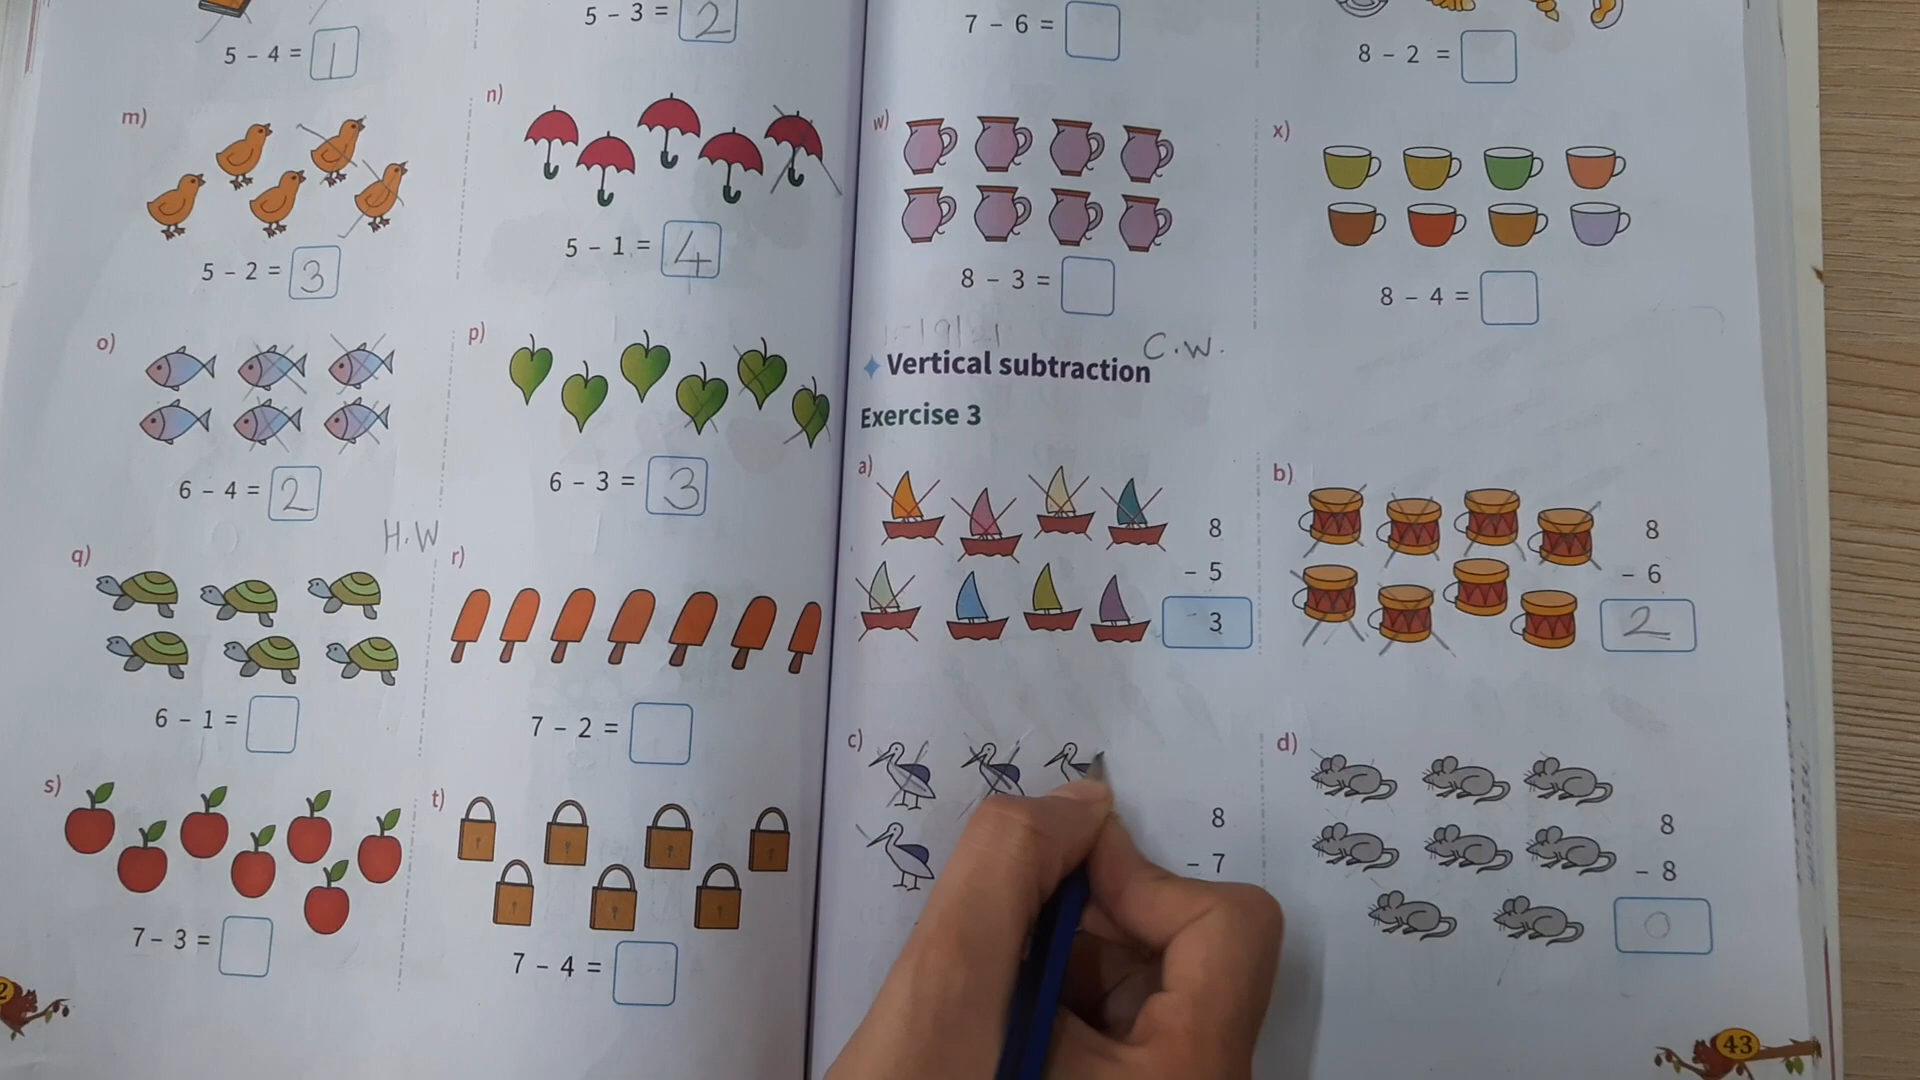 5 - 4 = 1
5 - 3 = 2
m)
5 - 2 = 3
n)
5 - 1 = 4
o)
6 - 4 = 2
p)
6 - 3 = 3
H.W
q)
6 - 1 =
r)
7 - 2 =
s)
7 - 3 =
t)
7 - 4 =
7 - 6 =
8 - 2 =
w)
8 - 3 =
x)
8 - 4 =
C.W.
Vertical subtraction
Exercise 3
a)
8
- 5
3
b)
8
- 6
2
c)
8
- 7
d)
8
- 8
0
43